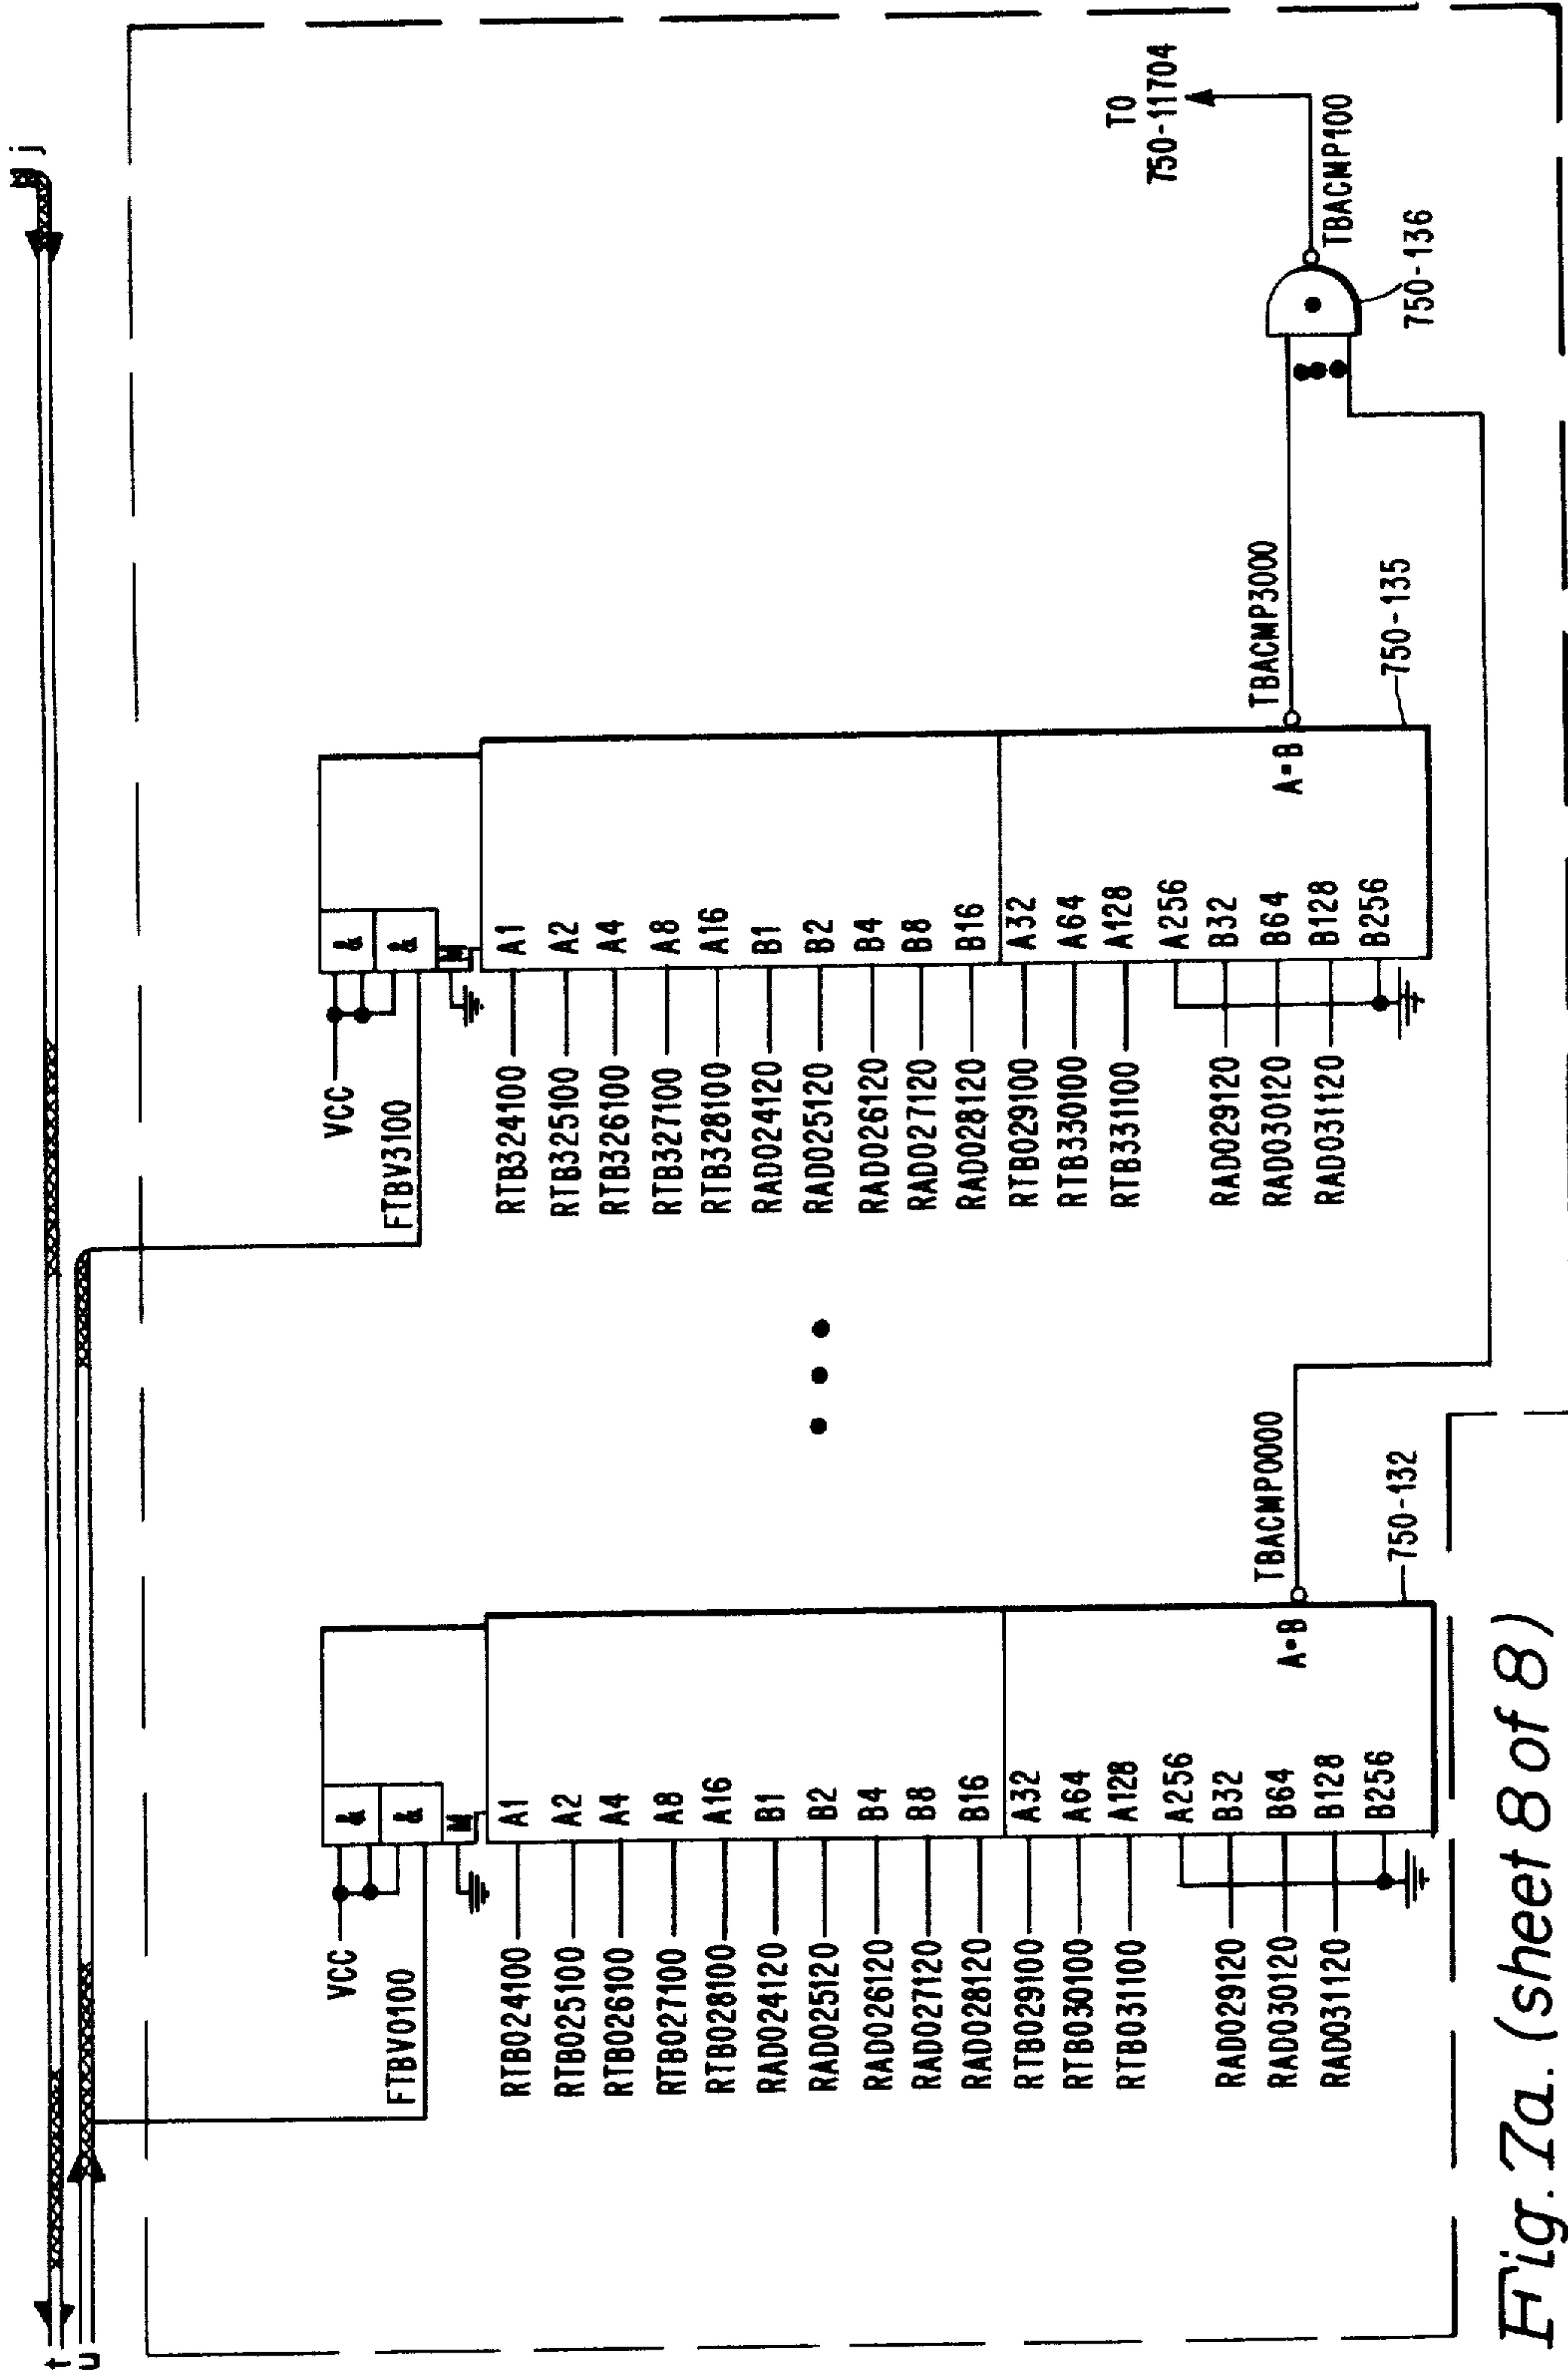 j
t
u
VCC
FTBV0100
&
&
M
RTB024100 A1
RTB025100 A2
RTB026100 A4
RTB027100 A8
RTB028100 A16
RAD024120 B1
RAD025120 B2
RAD026120 B4
RAD027120 B8
RAD028120 B16
RTB029100 A32
RTB030100 A64
RTB031100 A128
A256
RAD029120 B32
RAD030120 B64
RAD031120 B128
B256
A=B
TBACMP0000
750-132
VCC
FTBV3100
&
&
M
RTB324100 A1
RTB325100 A2
RTB326100 A4
RTB327100 A8
RTB328100 A16
RAD024120 B1
RAD025120 B2
RAD026120 B4
RAD027120 B8
RAD028120 B16
RTB029100 A32
RTB330100 A64
RTB331100 A128
A256
RAD029120 B32
RAD030120 B64
RAD031120 B128
B256
A=B
TBACMP3000
750-135
TO
750-11704
TBACMP100
750-136
Fig. 7a. (sheet 8 of 8)